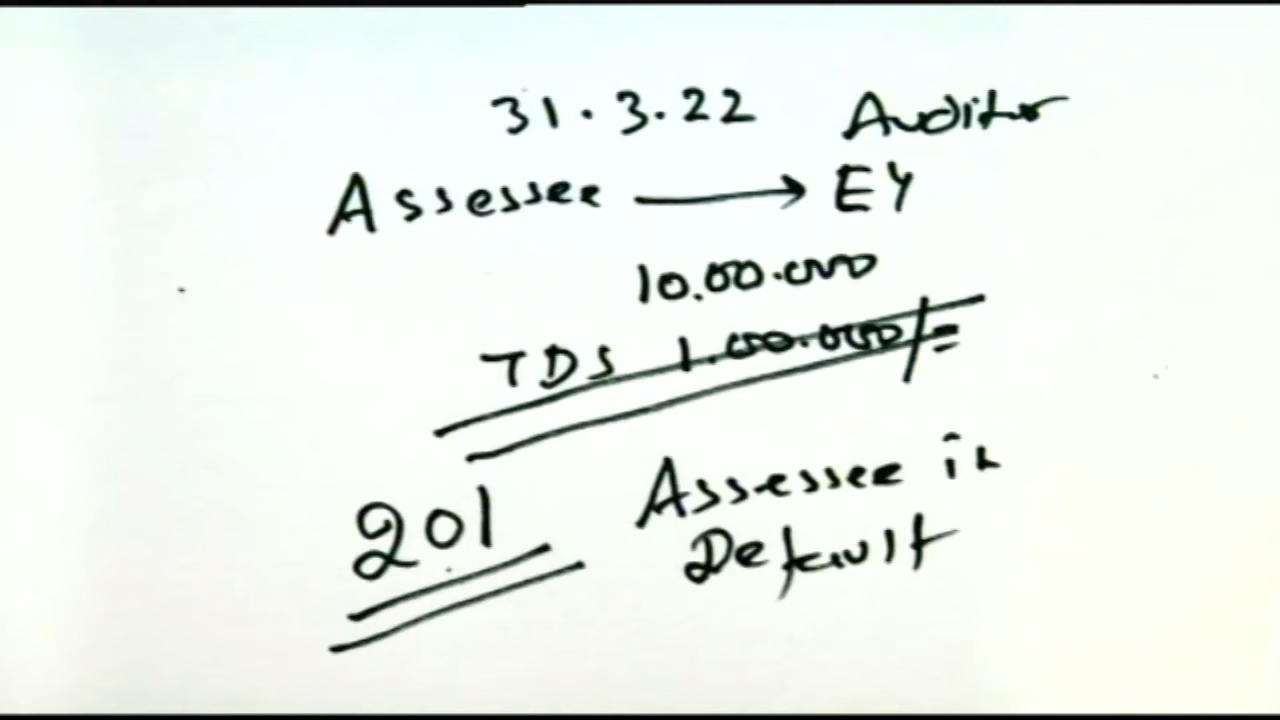 31.3.22 Auditor
Assessee → EY
10.00.000
TDS 1.00.000/=
201 Assessee in
Default